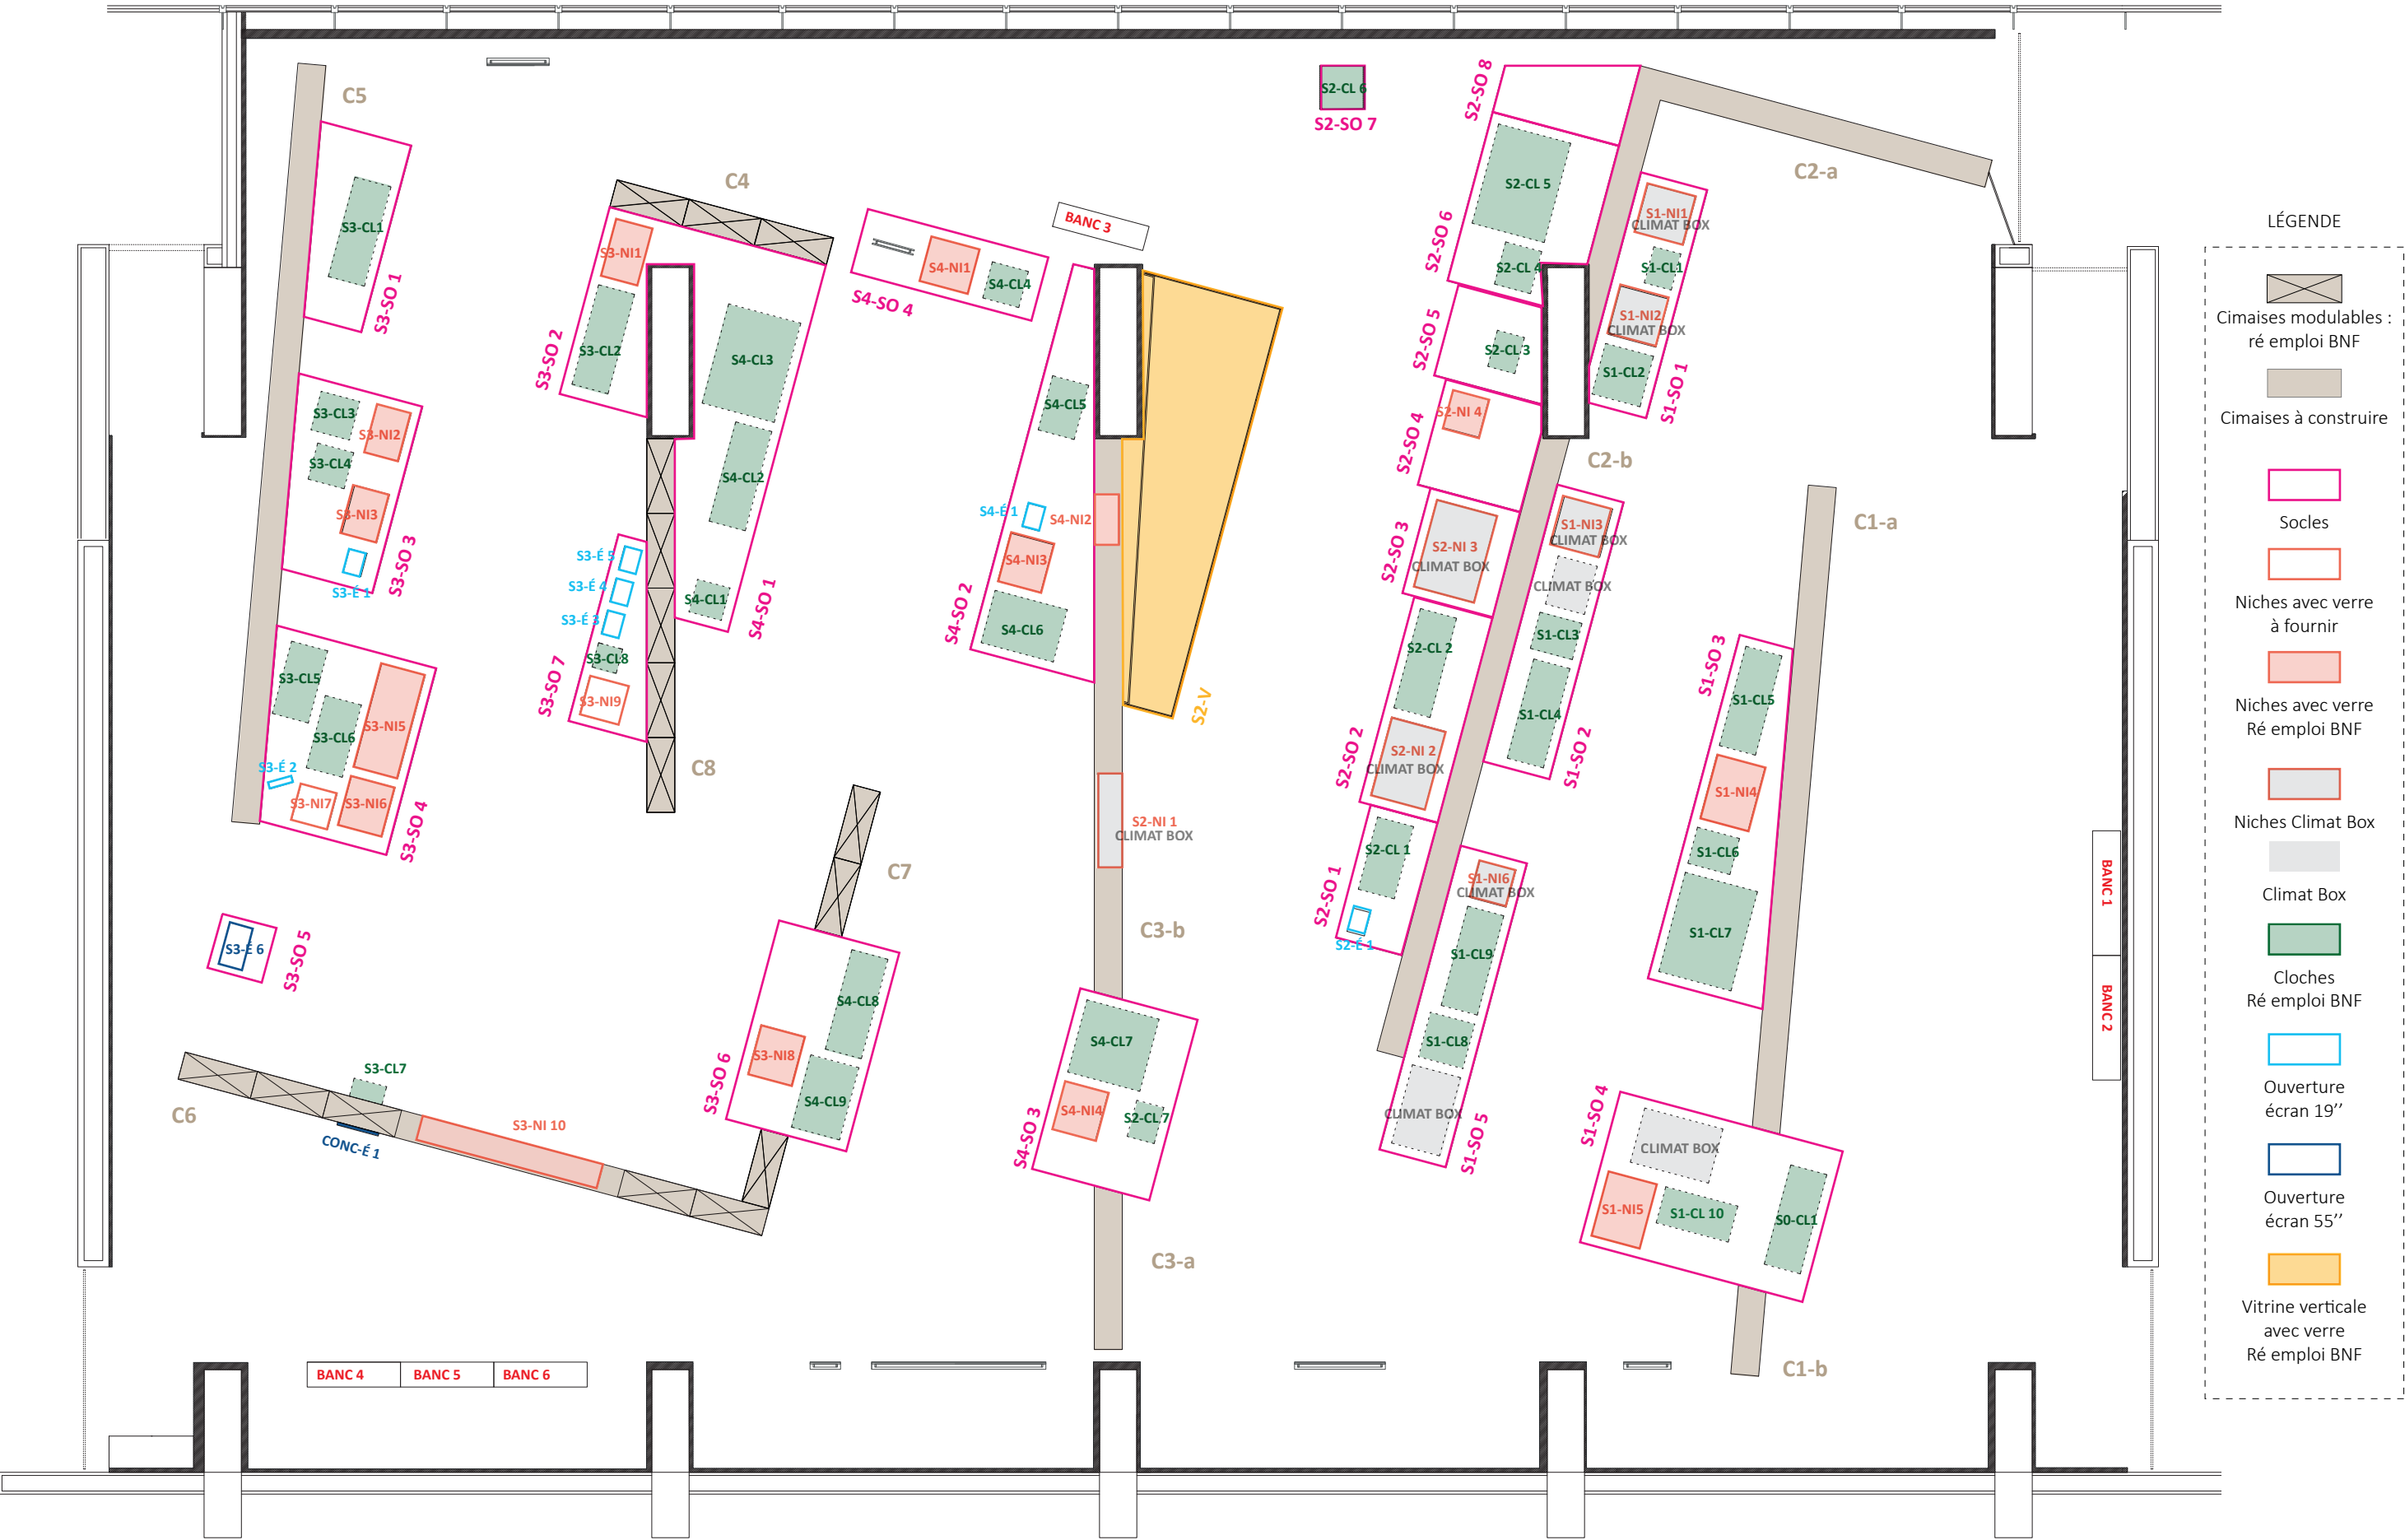 C5
S3-CL1
S3-SO 1
S3-CL3
S3-NI2
S3-CL4
S3-NI3
S3-É 1
S3-SO 3
S3-CL5
S3-CL6
S3-NI5
S3-É 2
S3-NI7
S3-NI6
S3-SO 4
S3-É 6
S3-SO 5
C6
S3-CL7
CONC-É 1
S3-NI 10
C4
S3-NI1
S3-CL2
S3-SO 2
S4-CL3
S4-CL2
S4-CL1
S4-SO 1
S3-É 5
S3-É 4
S3-É 3
S3-CL8
S3-NI9
S3-SO 7
C8
C7
S4-CL8
S3-NI8
S4-CL9
S3-SO 6
BANC 3
S4-NI1
S4-CL4
S4-SO 4
S4-CL5
S4-É 1
S4-NI2
S4-NI3
S4-CL6
S4-SO 2
S2-V
S2-NI 1
CLIMAT BOX
C3-b
S4-CL7
S4-NI4
S2-CL 7
S4-SO 3
C3-a
S2-CL 6
S2-SO 7
S2-SO 8
S2-CL 5
S2-CL 4
S2-SO 6
S2-CL 3
S2-SO 5
S2-NI 4
S2-SO 4
S2-NI 3
CLIMAT BOX
S2-SO 3
S2-CL 2
S2-NI 2
CLIMAT BOX
S2-SO 2
S2-CL 1
S2-É 1
S2-SO 1
C2-a
S1-NI1
CLIMAT BOX
S1-CL1
S1-NI2
CLIMAT BOX
S1-CL2
S1-SO 1
C2-b
S1-NI3
CLIMAT BOX
CLIMAT BOX
S1-CL3
S1-CL4
S1-SO 2
S1-NI6
CLIMAT BOX
S1-CL9
S1-CL8
CLIMAT BOX
S1-SO 5
C1-a
S1-SO 3
S1-CL5
S1-NI4
S1-CL6
S1-CL7
S1-SO 4
CLIMAT BOX
S1-NI5
S1-CL 10
S0-CL1
C1-b
BANC 1
BANC 2
BANC 4
BANC 5
BANC 6
LÉGENDE
Cimaises modulables :
ré emploi BNF
Cimaises à construire
Socles
Niches avec verre
à fournir
Niches avec verre
Ré emploi BNF
Niches Climat Box
Climat Box
Cloches
Ré emploi BNF
Ouverture
écran 19’’
Ouverture
écran 55’’
Vitrine verticale
avec verre
Ré emploi BNF